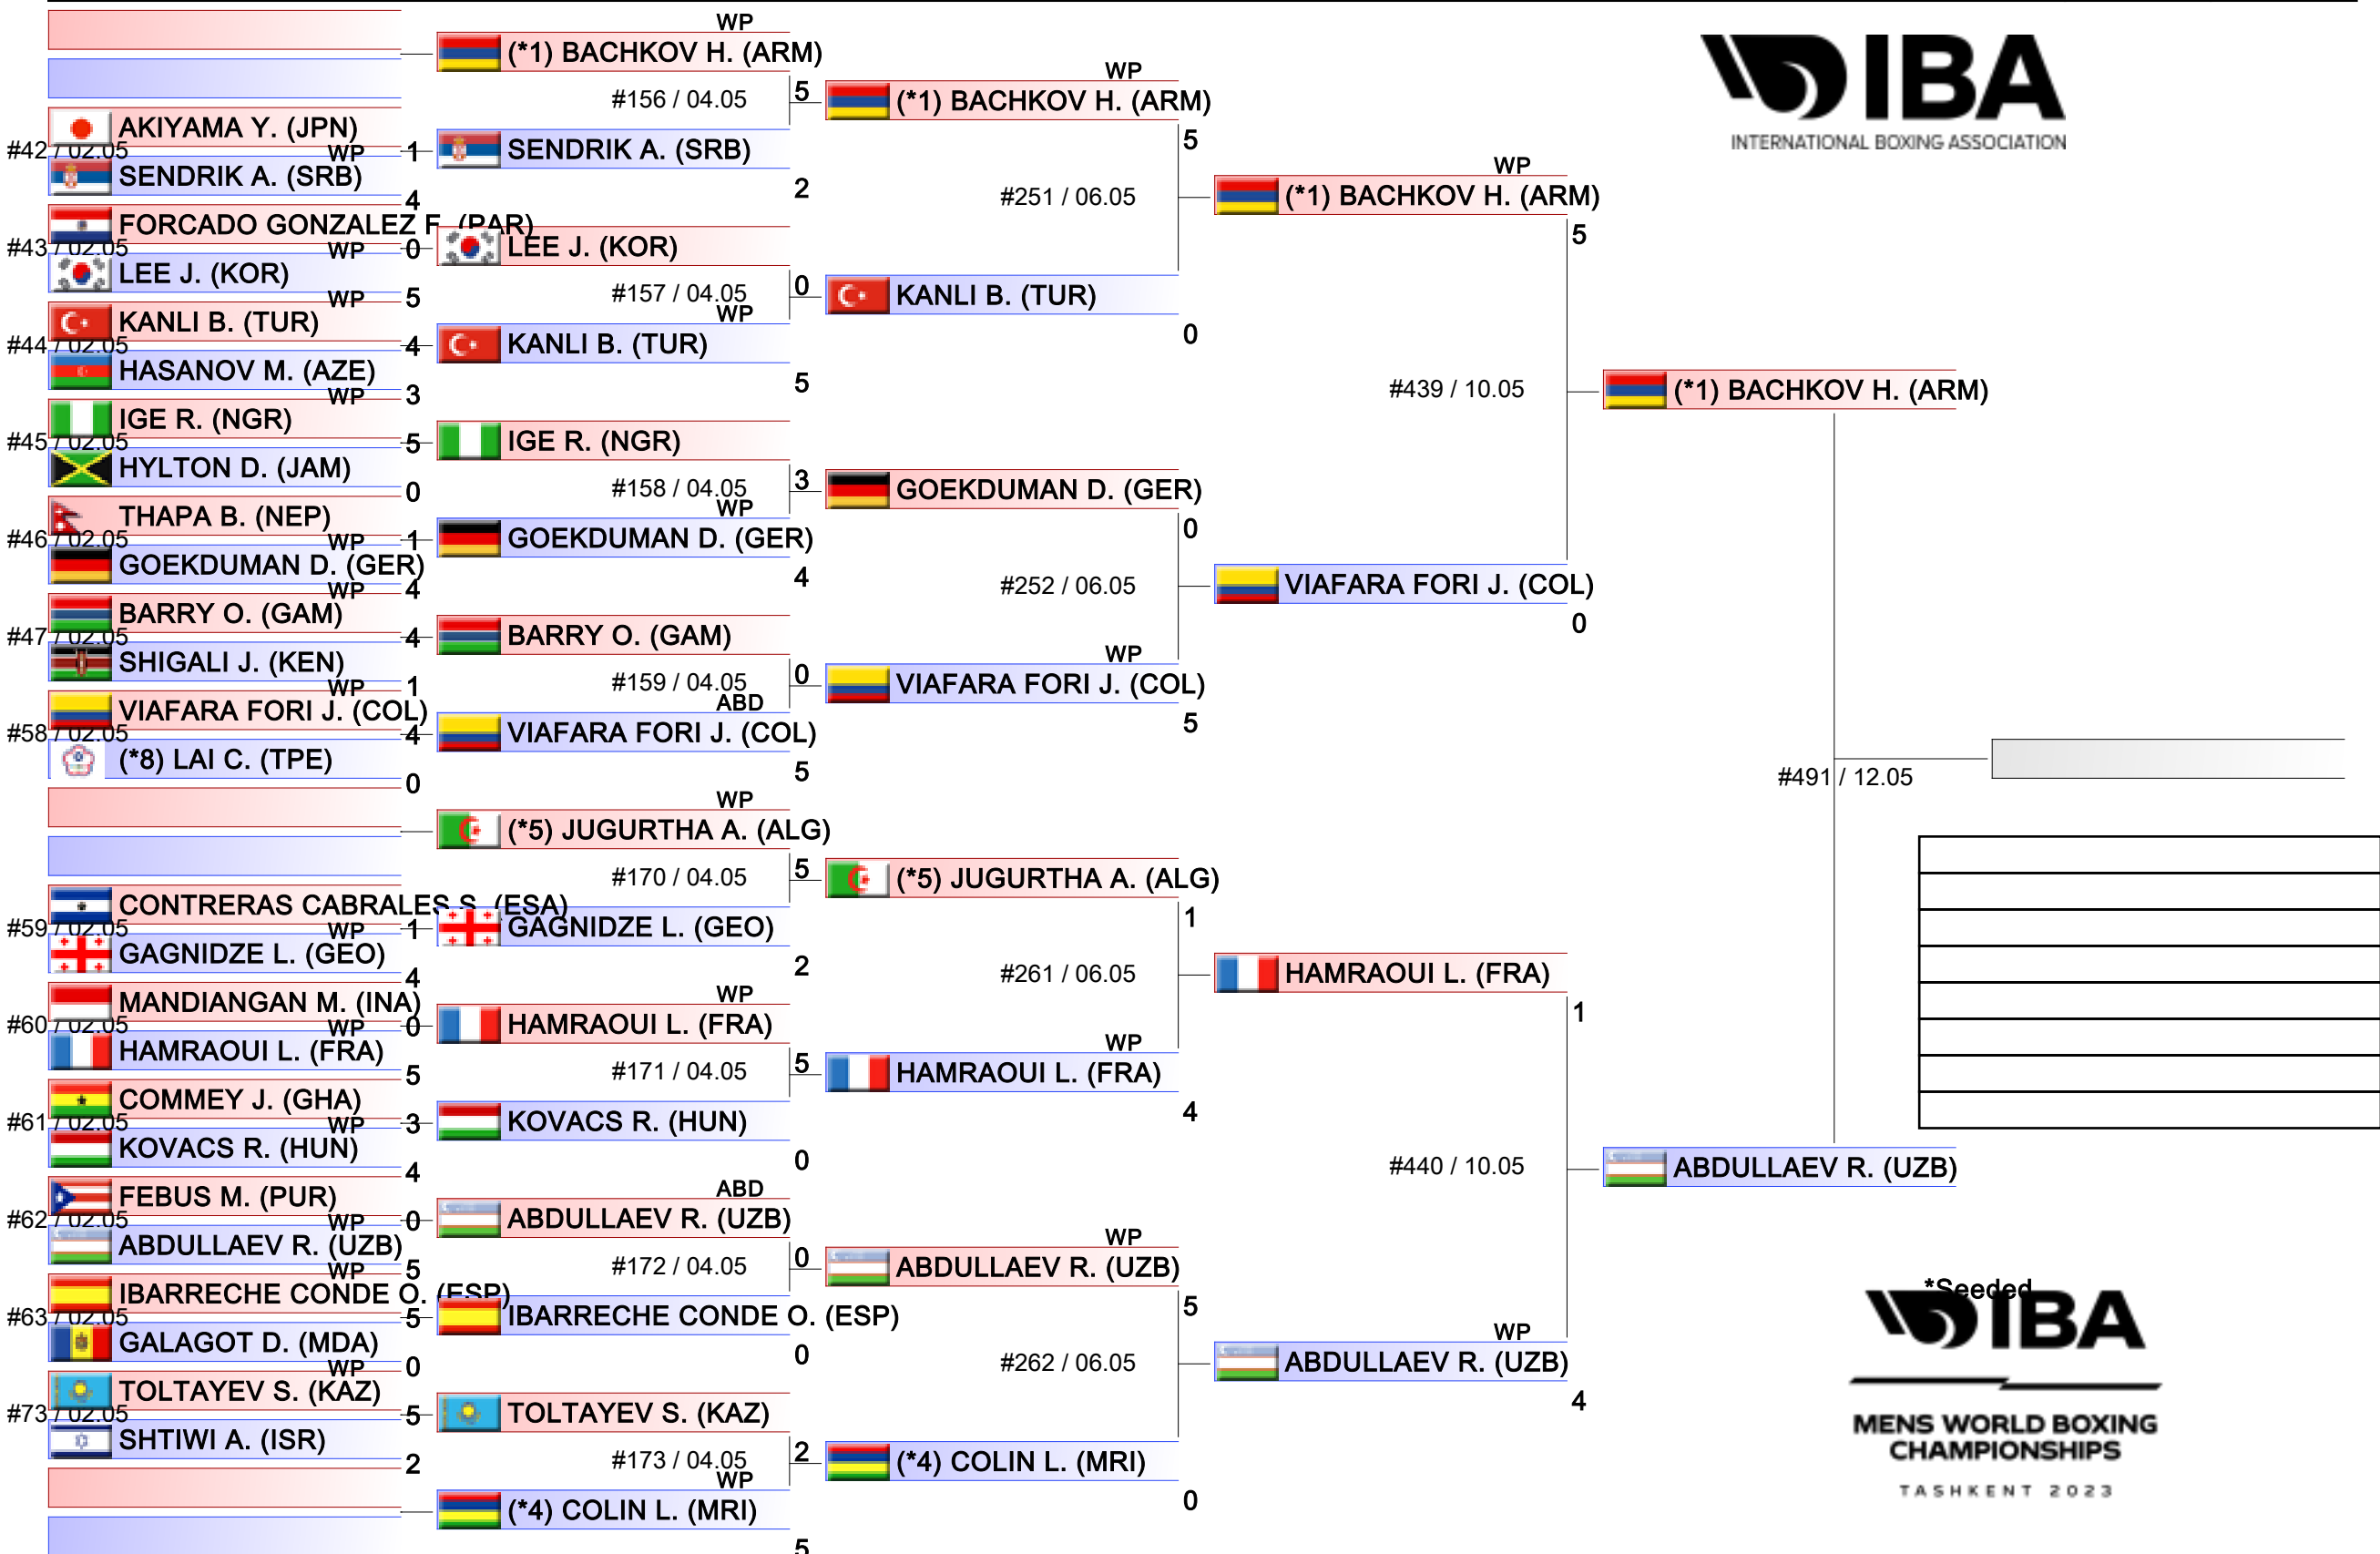 WP
(*1) BACHKOV H. (ARM)
5
#156 / 04.05
SENDRIK A. (SRB)
2
AKIYAMA Y. (JPN)
1
#42 / 02.05
WP
SENDRIK A. (SRB)
4
FORCADO GONZALEZ F. (PAR)
0
#43 / 02.05
WP
LEE J. (KOR)
5
LEE J. (KOR)
0
#157 / 04.05
WP
KANLI B. (TUR)
5
WP
KANLI B. (TUR)
4
#44 / 02.05
HASANOV M. (AZE)
3
WP
IGE R. (NGR)
5
#45 / 02.05
HYLTON D. (JAM)
0
IGE R. (NGR)
3
#158 / 04.05
WP
GOEKDUMAN D. (GER)
4
THAPA B. (NEP)
1
#46 / 02.05
WP
GOEKDUMAN D. (GER)
4
WP
BARRY O. (GAM)
4
#47 / 02.05
SHIGALI J. (KEN)
1
BARRY O. (GAM)
0
#159 / 04.05
ABD
VIAFARA FORI J. (COL)
5
WP
VIAFARA FORI J. (COL)
4
#58 / 02.05
(*8) LAI C. (TPE)
0
WP
(*5) JUGURTHA A. (ALG)
5
#170 / 04.05
GAGNIDZE L. (GEO)
2
CONTRERAS CABRALES S. (ESA)
1
#59 / 02.05
WP
GAGNIDZE L. (GEO)
4
MANDIANGAN M. (INA)
0
#60 / 02.05
WP
HAMRAOUI L. (FRA)
5
WP
HAMRAOUI L. (FRA)
5
#171 / 04.05
KOVACS R. (HUN)
0
COMMEY J. (GHA)
3
#61 / 02.05
WP
KOVACS R. (HUN)
4
FEBUS M. (PUR)
0
#62 / 02.05
WP
ABDULLAEV R. (UZB)
5
ABD
ABDULLAEV R. (UZB)
0
#172 / 04.05
IBARRECHE CONDE O. (ESP)
0
WP
IBARRECHE CONDE O. (ESP)
5
#63 / 02.05
GALAGOT D. (MDA)
0
WP
TOLTAYEV S. (KAZ)
5
#73 / 02.05
SHTIWI A. (ISR)
2
TOLTAYEV S. (KAZ)
2
#173 / 04.05
WP
(*4) COLIN L. (MRI)
5
WP
(*1) BACHKOV H. (ARM)
5
#251 / 06.05
KANLI B. (TUR)
0
GOEKDUMAN D. (GER)
0
#252 / 06.05
WP
VIAFARA FORI J. (COL)
5
(*5) JUGURTHA A. (ALG)
1
#261 / 06.05
WP
HAMRAOUI L. (FRA)
4
WP
ABDULLAEV R. (UZB)
5
#262 / 06.05
(*4) COLIN L. (MRI)
0
WP
(*1) BACHKOV H. (ARM)
5
#439 / 10.05
VIAFARA FORI J. (COL)
0
HAMRAOUI L. (FRA)
1
#440 / 10.05
WP
ABDULLAEV R. (UZB)
4
(*1) BACHKOV H. (ARM)
#491 / 12.05
ABDULLAEV R. (UZB)
IBA
INTERNATIONAL BOXING ASSOCIATION
*Seeded
IBA
MENS WORLD BOXING
CHAMPIONSHIPS
TASHKENT 2023